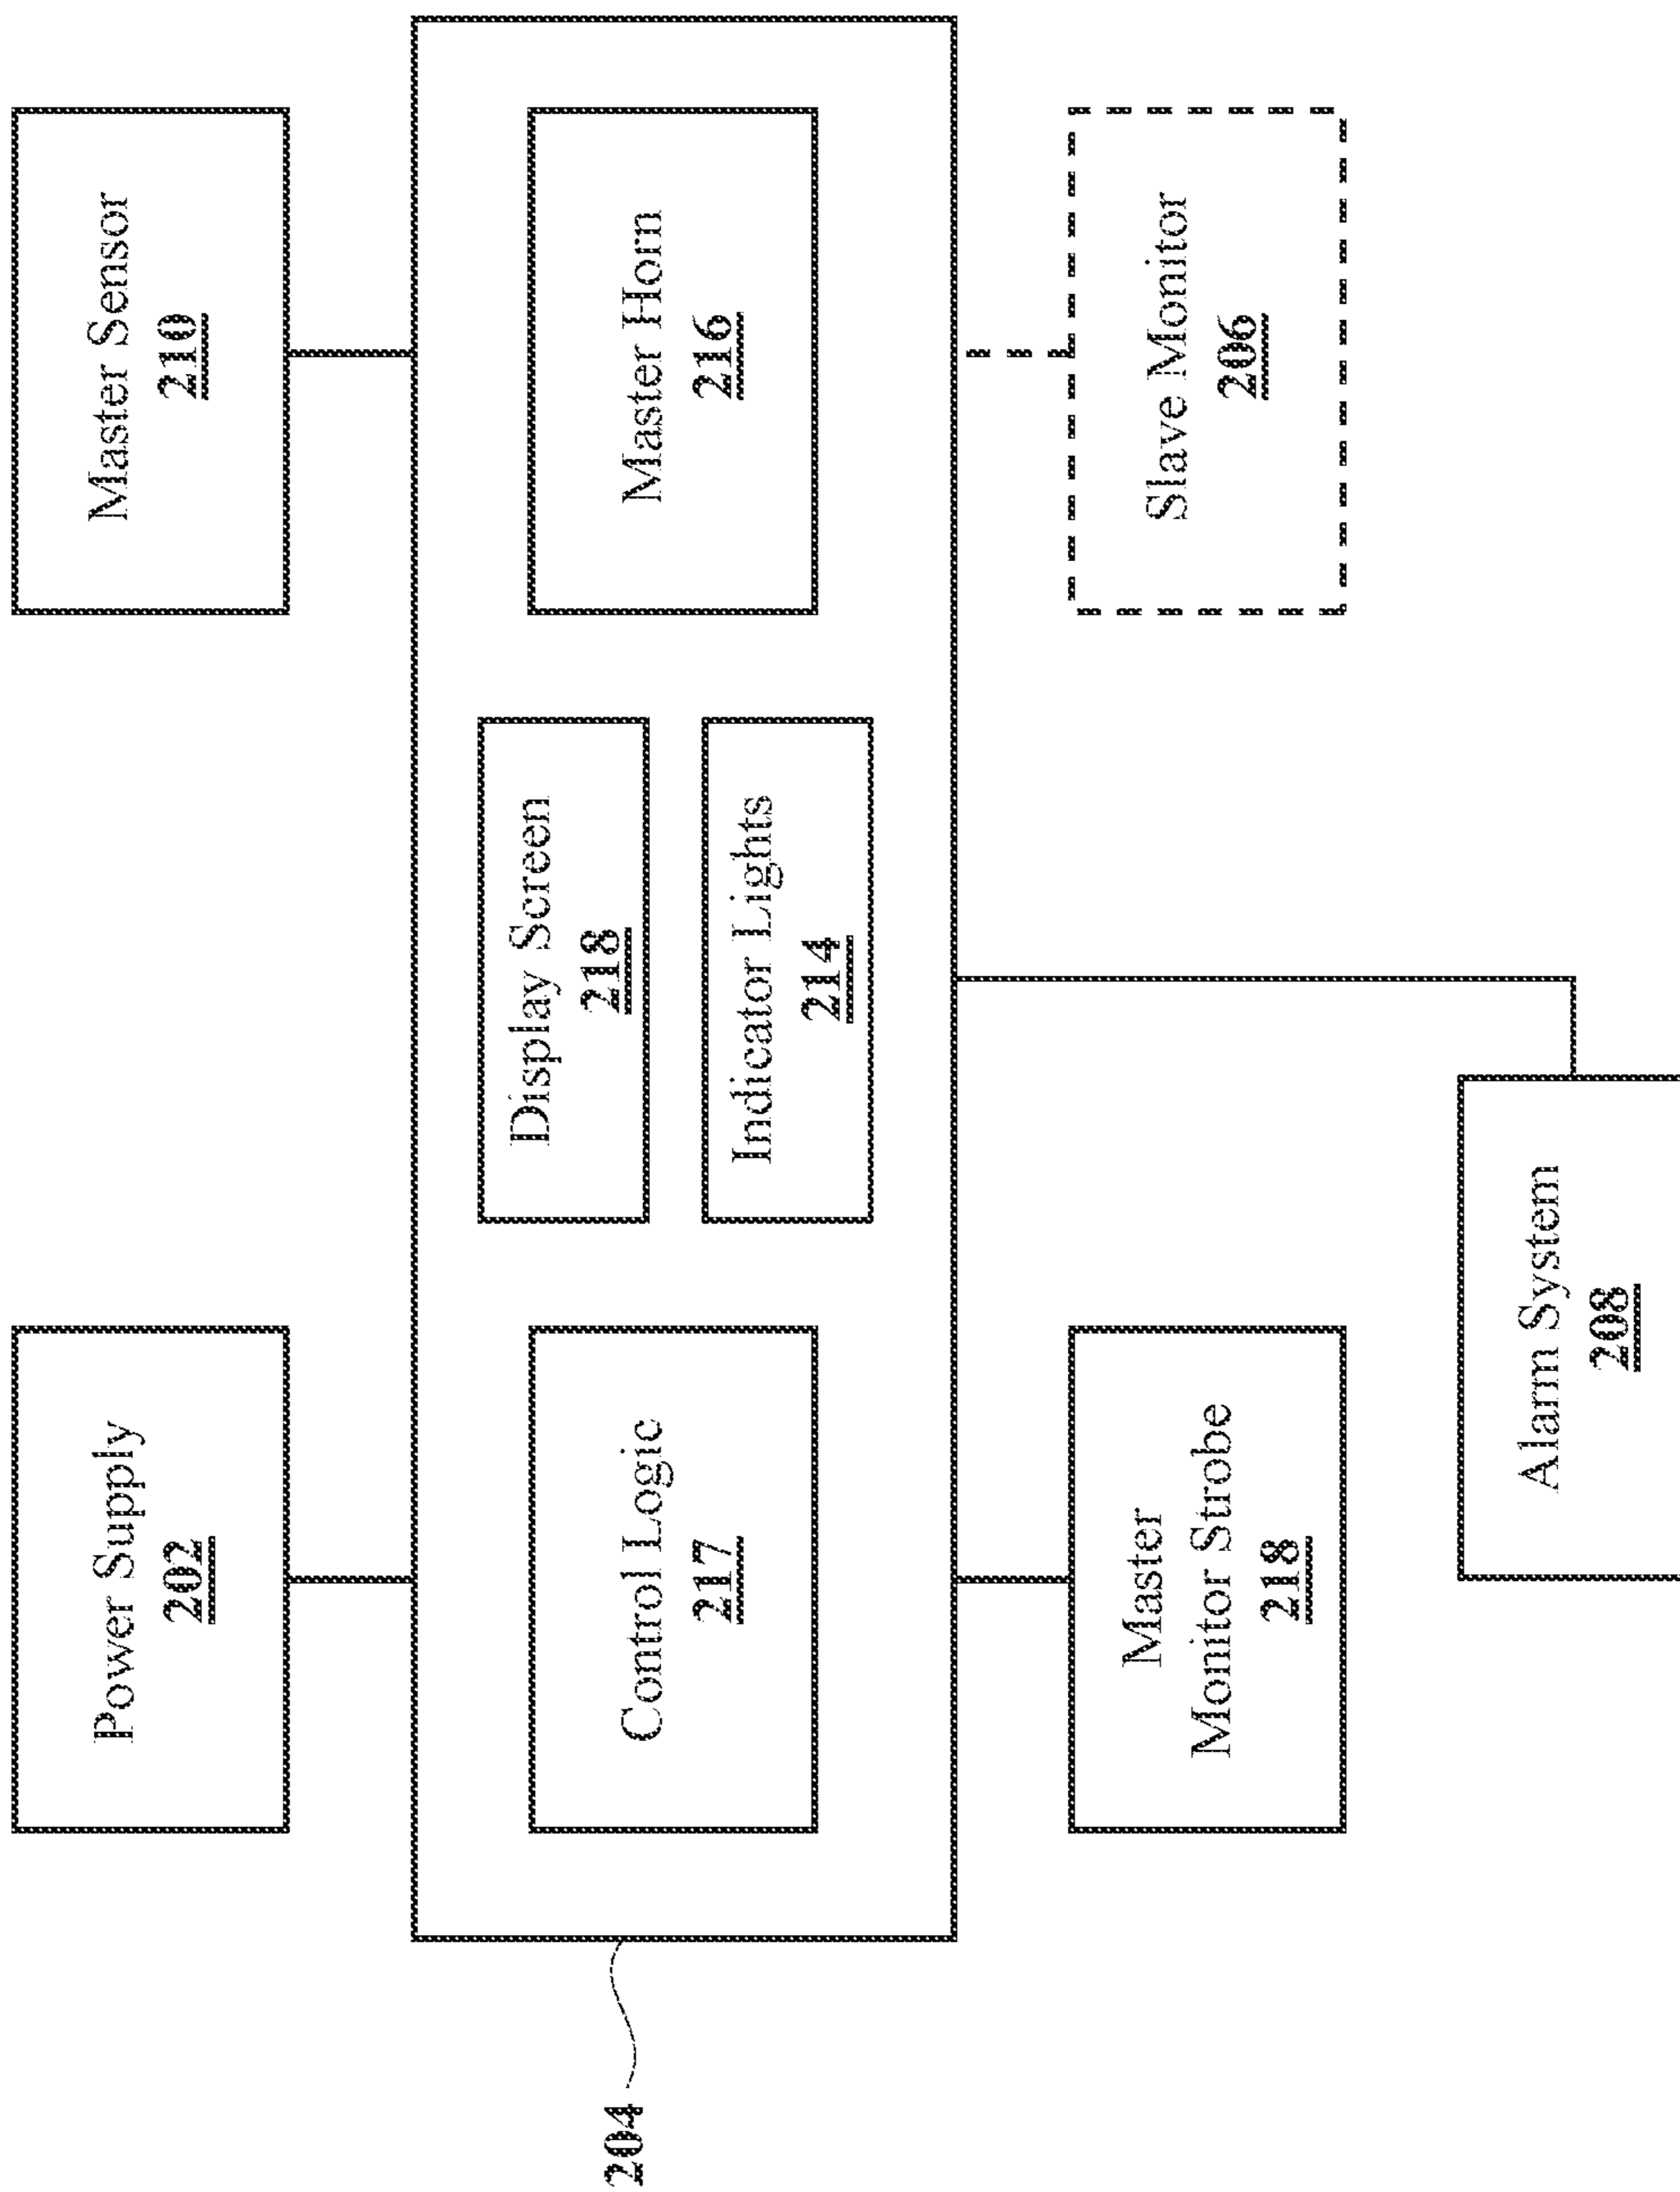 Power Supply
202
Master Sensor
210
Control Logic
217
Display Screen
218
Indicator Lights
214
Master Horn
216
204
Master
Monitor Strobe
218
Slave Monitor
206
Alarm System
208